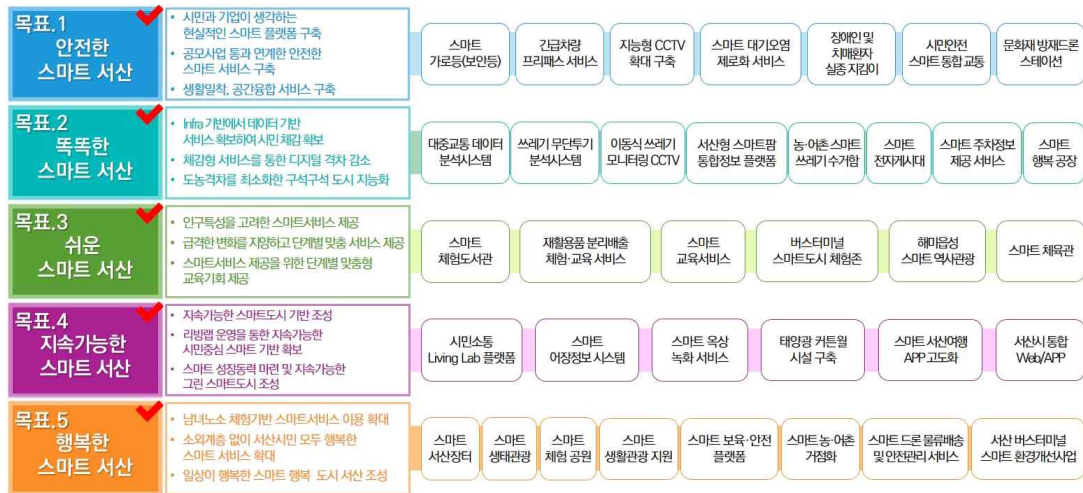 목표.1
안전한
스마트 서산
• 시민과 기업이 생각하는
현실적인 스마트 플랫폼 구축
• 공모사업 통과 연계한 안전한
스마트 서비스 구축
• 생활밀착, 공간융합 서비스 구축
스마트
가로등(보안등)
긴급차량
프리패스 서비스
지능형 CCTV
확대 구축
스마트 대기오염
제로화 서비스
장애인 및
치매환자
실종 지킴이
시민안전
스마트 통합 교통
문화재 방재드론
스테이션
목표.2
똑똑한
스마트 서산
• Infra 기반에서 데이터 기반
서비스 확보하여 시민 체감 확보
• 체감형 서비스를 통한 디지털 격차 감소
• 도농격차를 최소화한 구석구석 도시 지능화
대중교통 데이터
분석시스템
쓰레기 무단투기
분석시스템
이동식 쓰레기
모니터링 CCTV
서산형 스마트팜
통합정보 플랫폼
농·어촌 스마트
쓰레기 수거함
스마트
전자게시대
스마트 주차정보
제공 서비스
스마트
행복 공장
목표.3
쉬운
스마트 서산
• 인구특성을 고려한 스마트서비스 제공
• 급격한 변화를 지양하고 단계별 맞춤 서비스 제공
• 스마트서비스 제공을 위한 단계별 맞춤형
교육기회 제공
스마트
체험도서관
재활용품 분리배출
체험·교육 서비스
스마트
교육서비스
버스터미널
스마트도시 체험존
해미읍성
스마트 역사관광
스마트 체육관
목표.4
지속가능한
스마트 서산
• 지속가능한 스마트도시 기반 조성
• 리빙랩 운영을 통한 지속가능한
시민중심 스마트 기반 확보
• 스마트 성장동력 마련 및 지속가능한
그린 스마트도시 조성
시민소통
Living Lab 플랫폼
스마트
어장정보 시스템
스마트 옥상
녹화 서비스
태양광 커튼월
시설 구축
스마트 서산여행
APP 고도화
서산시 통합
Web/APP
목표.5
행복한
스마트 서산
• 남녀노소 체험기반 스마트서비스 이용 확대
• 소외계층 없이 서산시민 모두 행복한
스마트 서비스 확대
• 일상이 행복한 스마트 행복 도시 서산 조성
스마트
서산장터
스마트
생태관광
스마트
체험 공원
스마트
생활관광 지원
스마트 보육·안전
플랫폼
스마트 농·어촌
거점화
스마트 드론 물류배송
및 안전관리 서비스
서산 버스터미널
스마트 환경개선사업